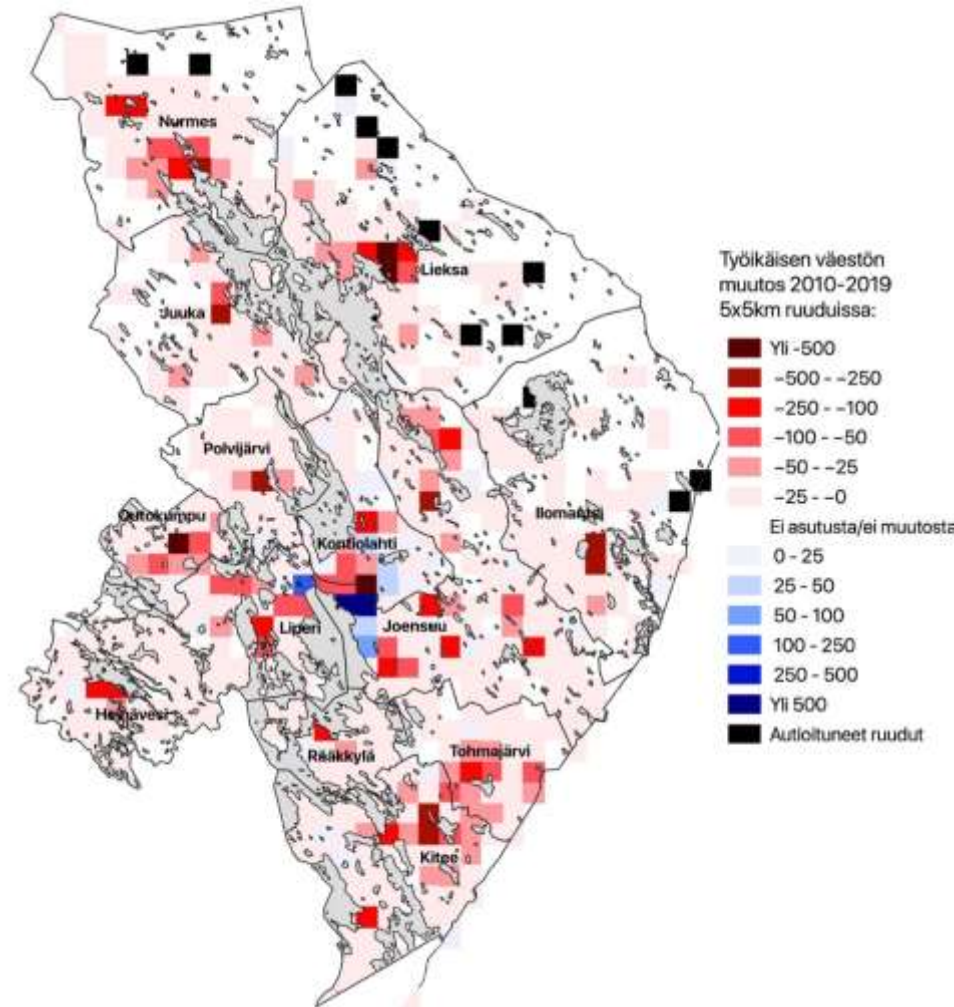 Nurmes
Lieksa
Juuka
Työikäisen väestön
muutos 2010-2019
5x5km ruuduissa:
Yli -500
-500 - -250
-250 - -100
-100 - -50
-50 - -25
-25 - -0
Ei asutusta/ei muutosta
0 - 25
25 - 50
50 - 100
100 - 250
250 - 500
Yli 500
Autioituneet ruudut
Polvijärvi
Outokumpu
Ilomantsi
Kontiolahti
Liperi
Joensuu
Heinävesi
Rääkkylä
Tohmajärvi
Kitee